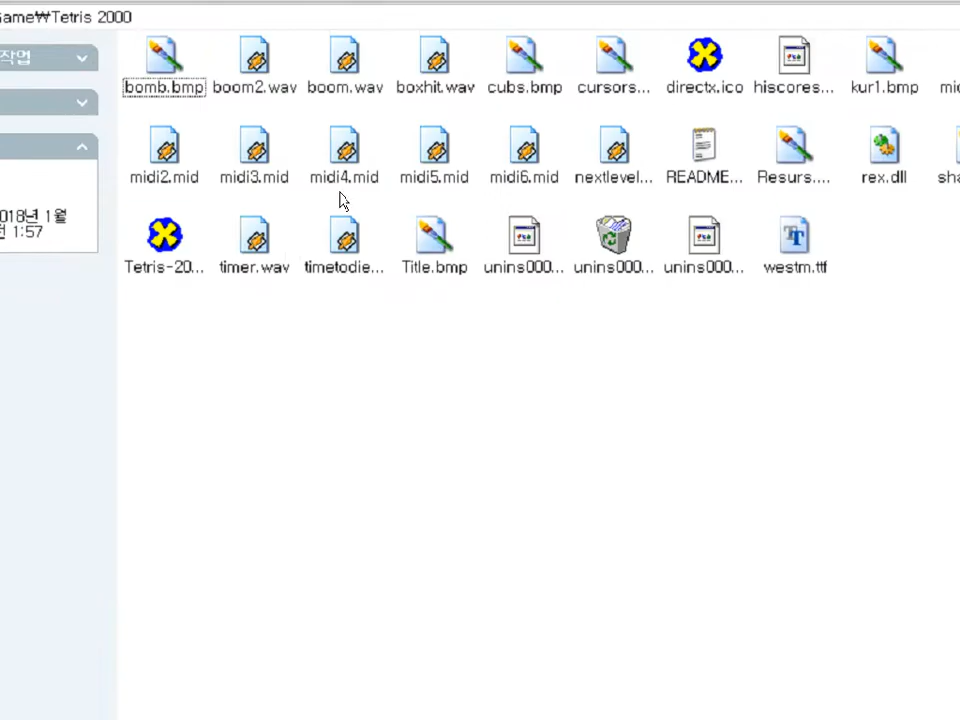 Game₩Tetris 2000
작업
018년 1월
전 1:57
bomb.bmp boom2.wav boom.wav boxhit.wav cubs.bmp cursors... directx.ico hiscores... kur1.bmp
midi2.mid midi3.mid midi4.mid midi5.mid midi6.mid nextlevel... README... Resurs.... rex.dll
Tetris-20... timer.wav timetodie... Title.bmp unins000... unins000... unins000... westm.ttf